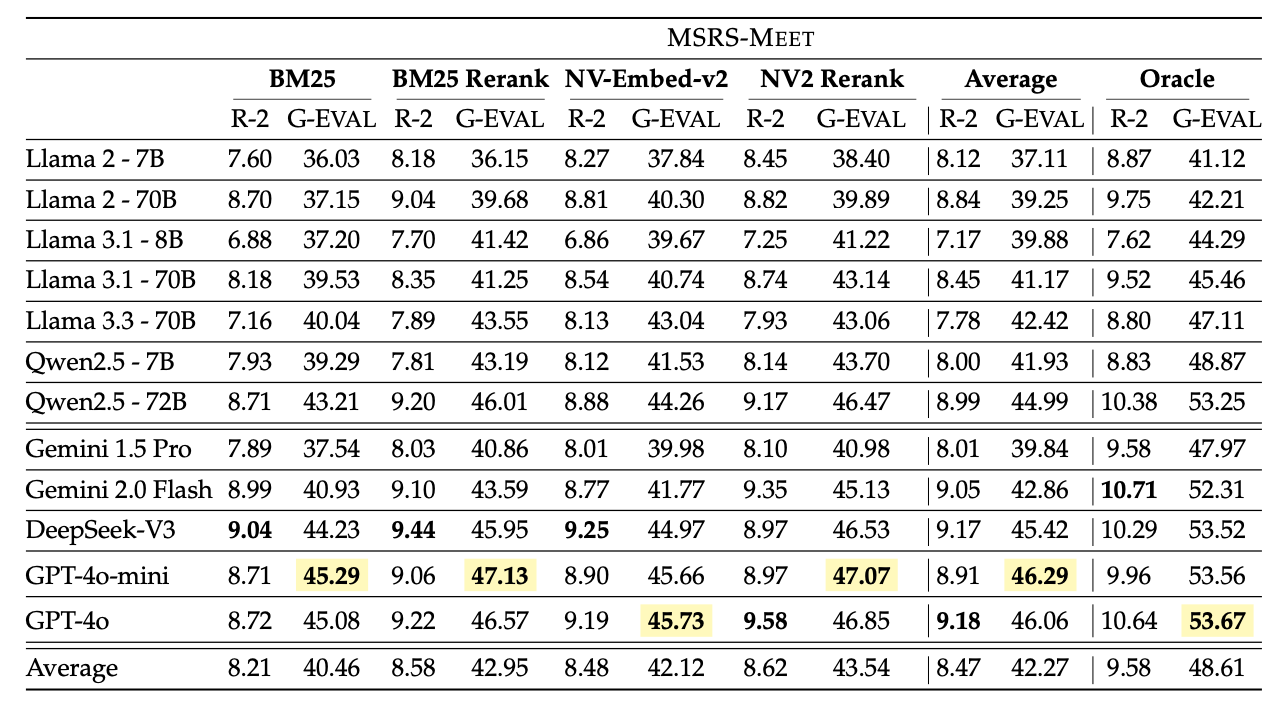 MSRS-MEET
BM25 BM25 Rerank NV-Embed-v2 NV2 Rerank Average Oracle
R-2 G-EVAL R-2 G-EVAL R-2 G-EVAL R-2 G-EVAL R-2 G-EVAL R-2 G-EVAL
Llama 2 - 7B 7.60 36.03 8.18 36.15 8.27 37.84 8.45 38.40 8.12 37.11 8.87 41.12
Llama 2 - 70B 8.70 37.15 9.04 39.68 8.81 40.30 8.82 39.89 8.84 39.25 9.75 42.21
Llama 3.1 - 8B 6.88 37.20 7.70 41.42 6.86 39.67 7.25 41.22 7.17 39.88 7.62 44.29
Llama 3.1 - 70B 8.18 39.53 8.35 41.25 8.54 40.74 8.74 43.14 8.45 41.17 9.52 45.46
Llama 3.3 - 70B 7.16 40.04 7.89 43.55 8.13 43.04 7.93 43.06 7.78 42.42 8.80 47.11
Qwen2.5 - 7B 7.93 39.29 7.81 43.19 8.12 41.53 8.14 43.70 8.00 41.93 8.83 48.87
Qwen2.5 - 72B 8.71 43.21 9.20 46.01 8.88 44.26 9.17 46.47 8.99 44.99 10.38 53.25
Gemini 1.5 Pro 7.89 37.54 8.03 40.86 8.01 39.98 8.10 40.98 8.01 39.84 9.58 47.97
Gemini 2.0 Flash 8.99 40.93 9.10 43.59 8.77 41.77 9.35 45.13 9.05 42.86 10.71 52.31
DeepSeek-V3 9.04 44.23 9.44 45.95 9.25 44.97 8.97 46.53 9.17 45.42 10.29 53.52
GPT-4o-mini 8.71 45.29 9.06 47.13 8.90 45.66 8.97 47.07 8.91 46.29 9.96 53.56
GPT-4o 8.72 45.08 9.22 46.57 9.19 45.73 9.58 46.85 9.18 46.06 10.64 53.67
Average 8.21 40.46 8.58 42.95 8.48 42.12 8.62 43.54 8.47 42.27 9.58 48.61